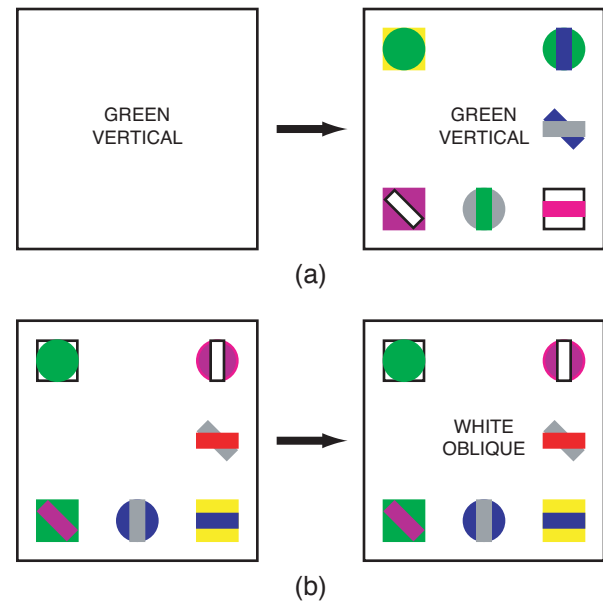 GREEN
VERTICAL
GREEN
VERTICAL
(a)
WHITE
OBLIQUE
(b)